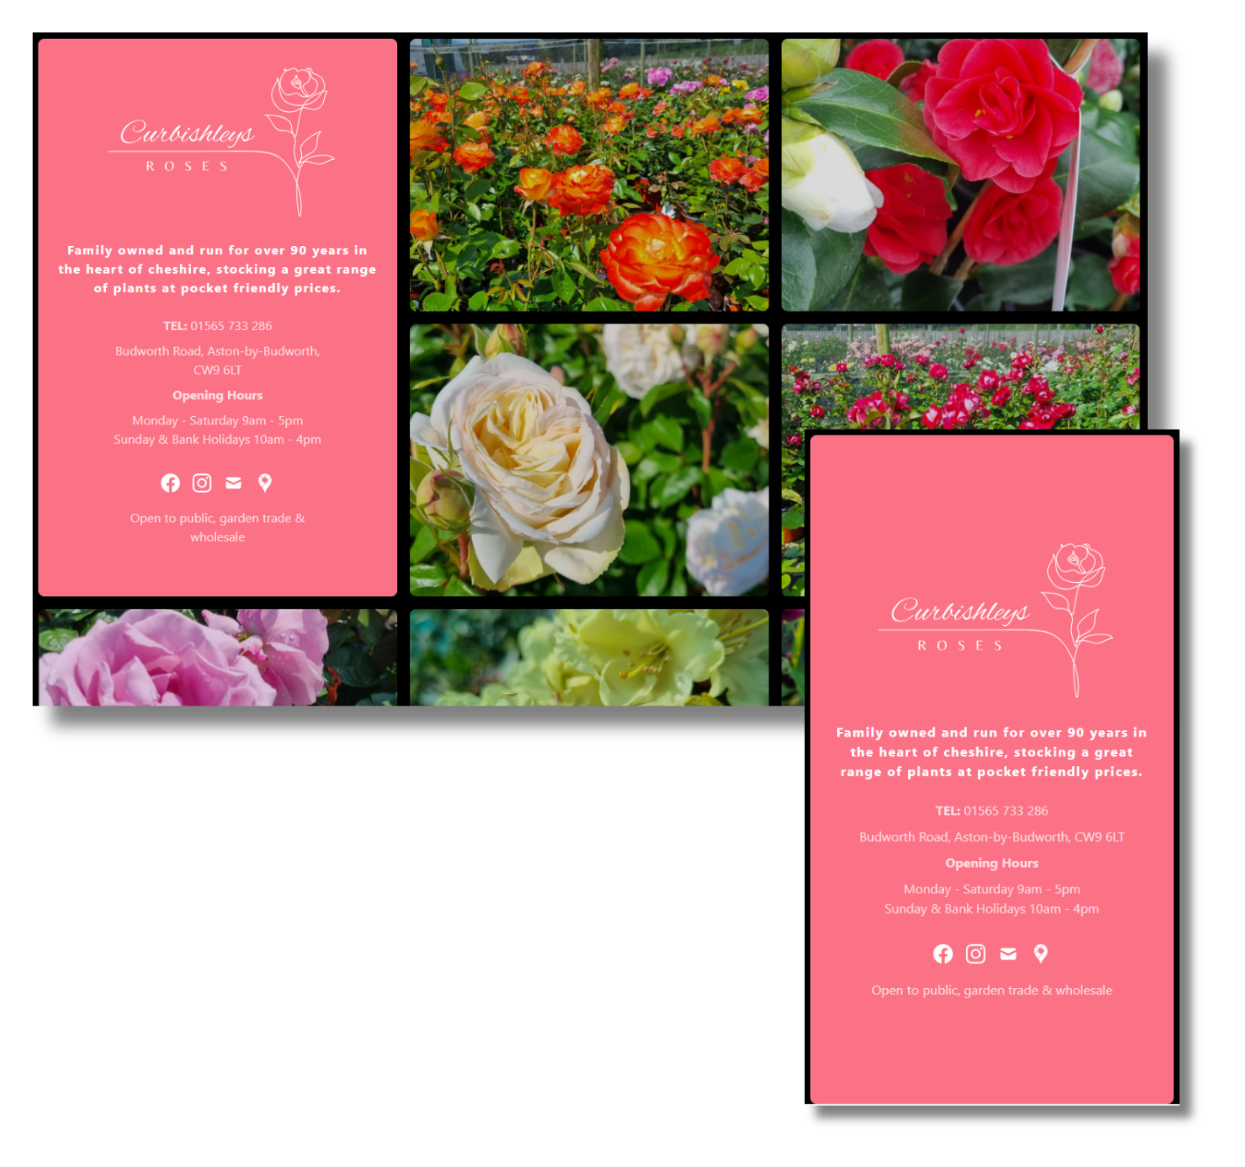 Curbishleys
ROSES
Family owned and run for over 90 years in
the heart of cheshire, stocking a great range
of plants at pocket friendly prices.
TEL: 01565 733 286
Budworth Road, Aston-by-Budworth,
CW9 6LT
Opening Hours
Monday - Saturday 9am - 5pm
Sunday & Bank Holidays 10am - 4pm
Open to public, garden trade &
wholesale
Curbishleys
ROSES
Family owned and run for over 90 years in
the heart of cheshire, stocking a great
range of plants at pocket friendly prices.
TEL: 01565 733 286
Budworth Road, Aston-by-Budworth, CW9 6LT
Opening Hours
Monday - Saturday 9am - 5pm
Sunday & Bank Holidays 10am - 4pm
Open to public, garden trade & wholesale